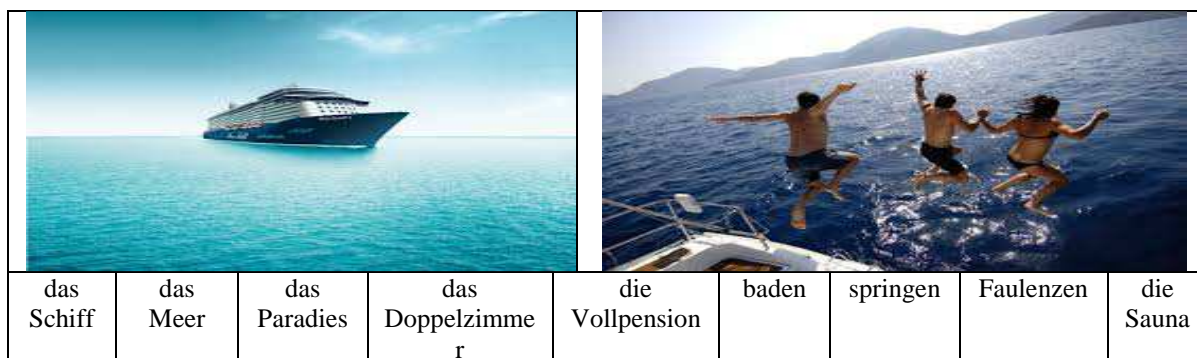 das das das das die baden springen Faulenzen die
Schiff Meer Paradies Doppelzimme Vollpension Sauna
r